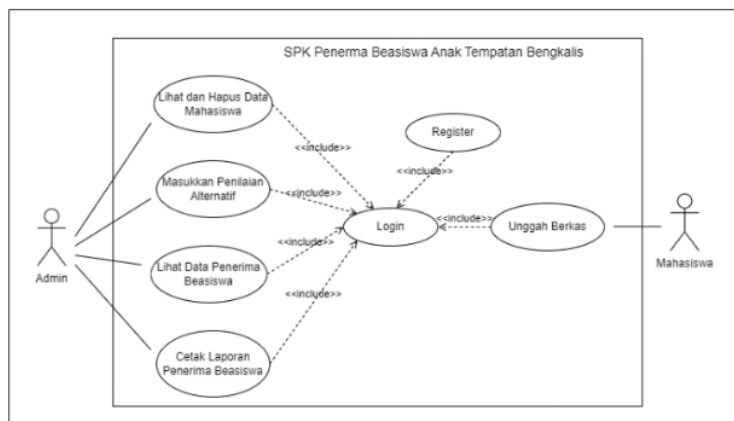 SPK Penerma Beasiswa Anak Tempatan Bengkalis
Lihat dan Hapus Data
Mahasiswa
Register
<<include>>
<<include>>
Masukkan Penilaian
Alternatif
<<include>>
Login
<<include>>
Unggah Berkas
<<include>>
Admin
Mahasiswa
Lihat Data Penerima
Beasiswa
<<include>>
Cetak Laporan
Penerima Beasiswa